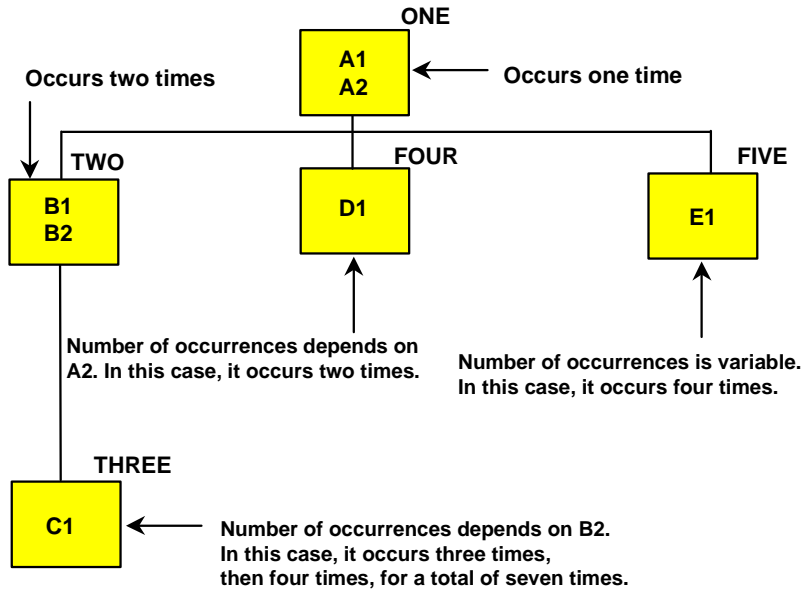 ONE
A1
A2
Occurs two times
Occurs one time
TWO
FOUR
FIVE
B1
B2
D1
E1
Number of occurrences depends on
A2. In this case, it occurs two times.
Number of occurrences is variable.
In this case, it occurs four times.
THREE
C1
Number of occurrences depends on B2.
In this case, it occurs three times,
then four times, for a total of seven times.